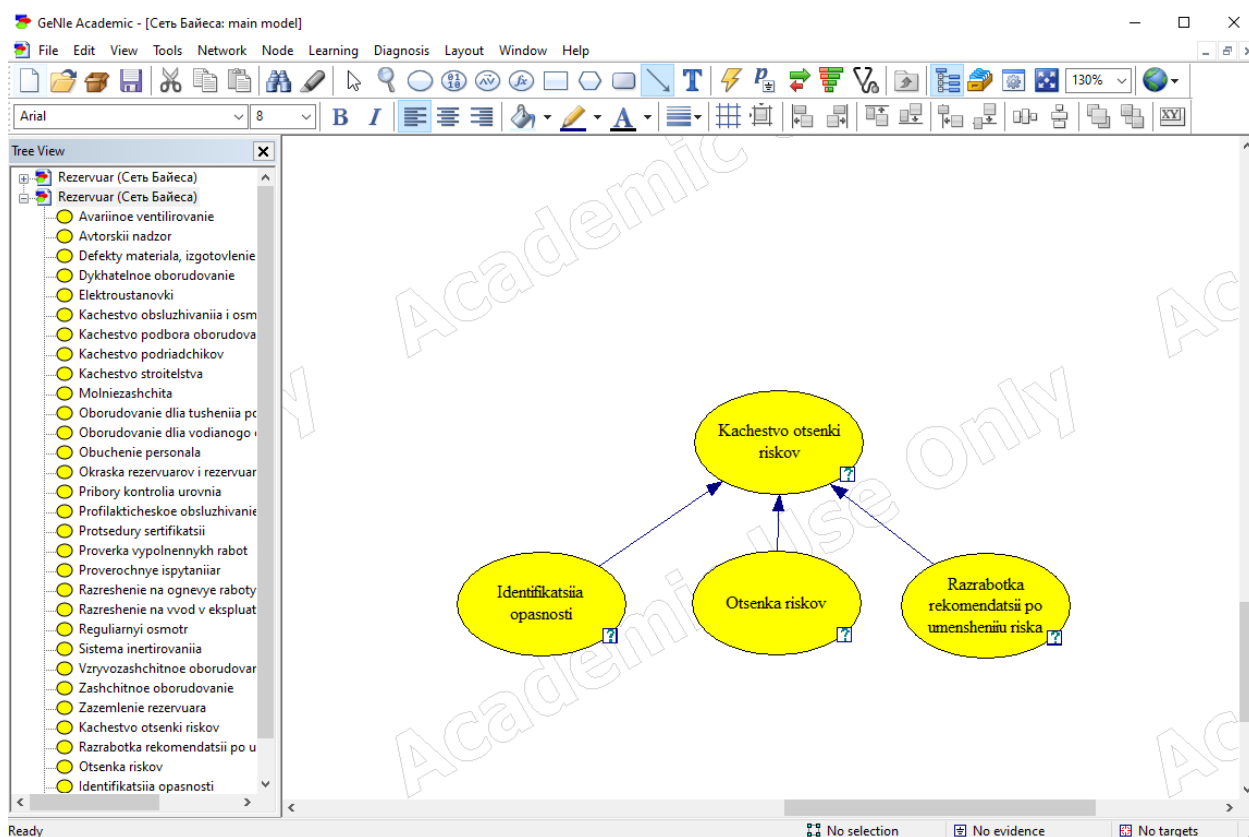 GeNIe Academic - [Сеть Байеса: main model]
File Edit View Tools Network Node Learning Diagnosis Layout Window Help
130%
Arial 8 B I A
Tree View
Rezervuar (Сеть Байеса)
Rezervuar (Сеть Байеса)
Avariinoe ventilirovanie
Avtorskii nadzor
Defekty materiala, izgotovlenie
Dykhatelnoe oborudovanie
Elektroustanovki
Kachestvo obsluzhivaniia i osm
Kachestvo podbora oborudova
Kachestvo podriadchikov
Kachestvo stroitelstva
Molniezashchita
Oborudovanie dlia tusheniia po
Oborudovanie dlia vodianogo
Obuchenie personala
Okraska rezervuarov i rezervuar
Pribory kontrolia urovnia
Profilakticheskoe obsluzhivanie
Protsedury sertifikatsii
Proverka vypolnennykh rabot
Proverochnye ispytaniiar
Razreshenie na ognevye raboty
Razreshenie na vvod v ekspluat
Reguliarnyi osmotr
Sistema inertirovaniia
Vzryvozashchitnoe oborudovar
Zashchitnoe oborudovanie
Zazemlenie rezervuara
Kachestvo otsenki riskov
Razrabotka rekomendatsii po u
Otsenka riskov
Identifikatsiia opasnosti
Kachestvo otsenki
riskov
Identifikatsiia
opasnosti
Otsenka riskov
Razrabotka
rekomendatsii po
umensheniiu riska
Academic Use Only
Academic Use Only
Ready No selection No evidence No targets